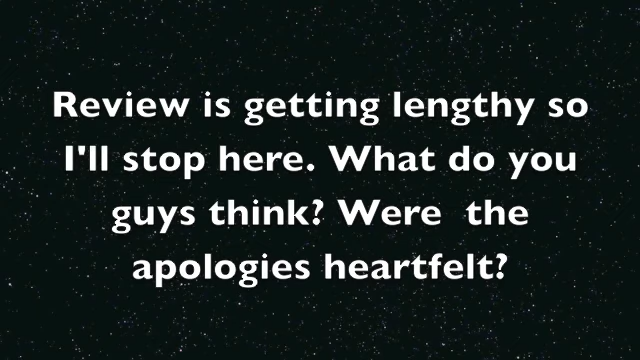 Review is getting lengthy so
I'll stop here. What do you
guys think? Were  the
apologies heartfelt?